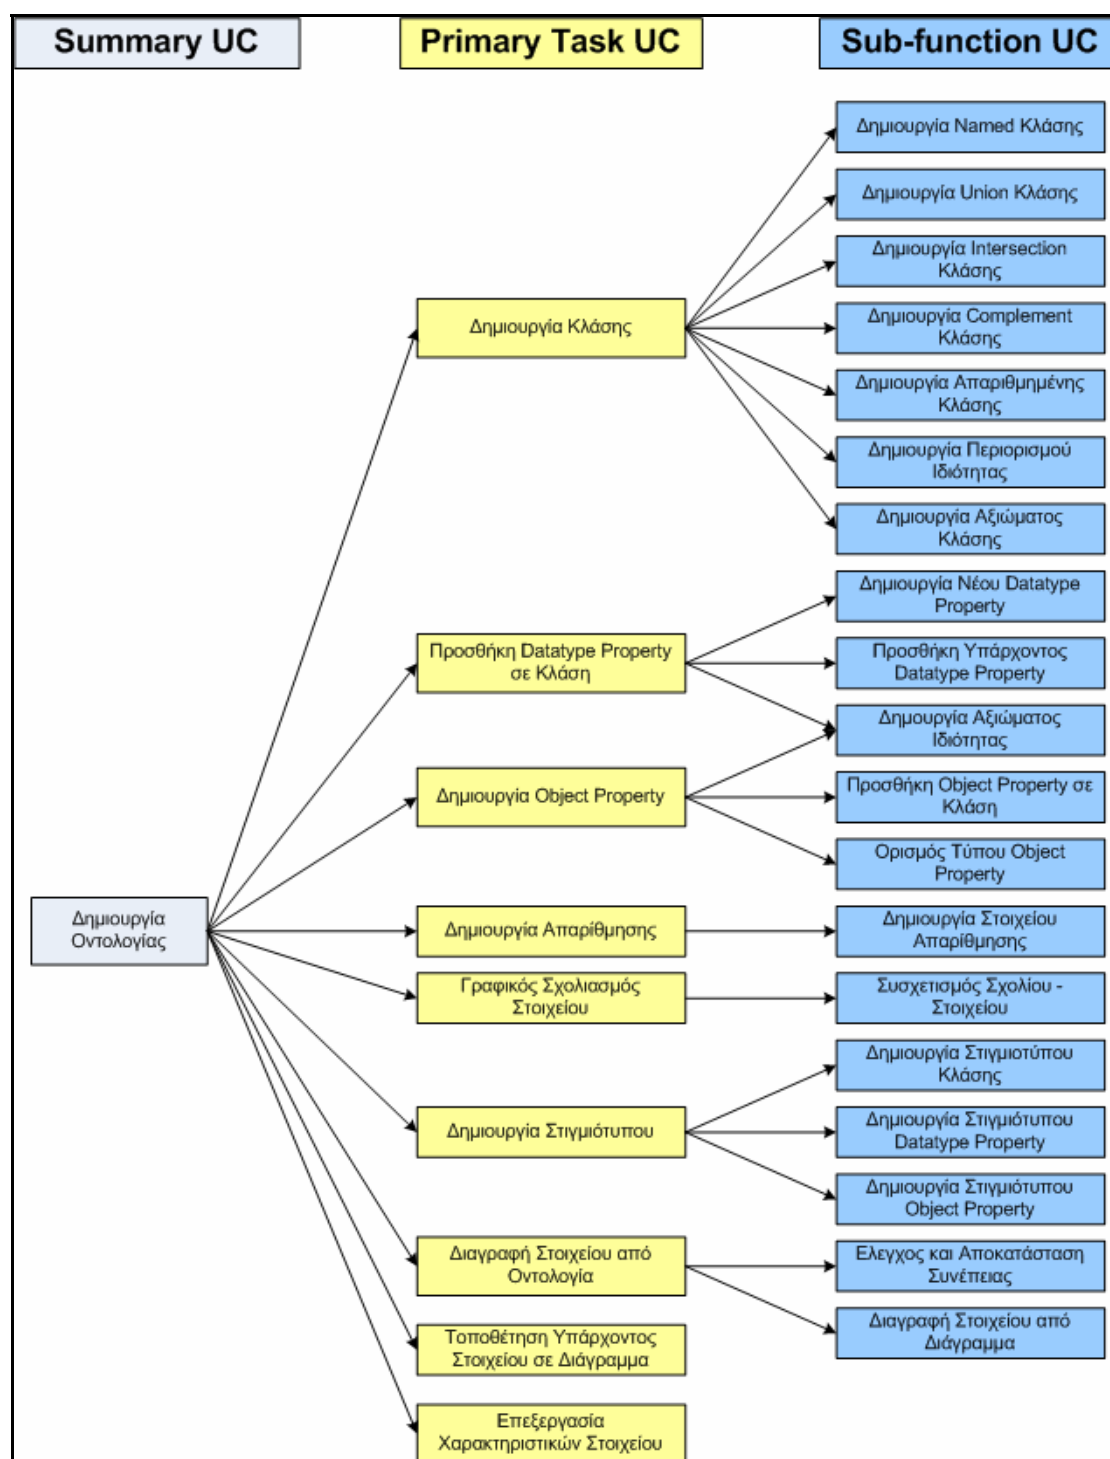 Summary UC
Primary Task UC
Sub-function UC
Δημιουργία Named Κλάσης
Δημιουργία Union Κλάσης
Δημιουργία Intersection
Κλάσης
Δημιουργία Κλάσης
Δημιουργία Complement
Κλάσης
Δημιουργία Απαριθμημένης
Κλάσης
Δημιουργία Περιορισμού
Ιδιότητας
Δημιουργία Αξιώματος
Κλάσης
Δημιουργία Νέου Datatype
Property
Προσθήκη Datatype Property
σε Κλάση
Προσθήκη Υπάρχοντος
Datatype Property
Δημουργία Αξιώματος
Ιδιότητας
Δημιουργία Object Property
Προσθήκη Object Property σε
Κλάση
Ορισμός Τύπου Object
Property
Δημιουργία
Οντολογίας
Δημιουργία Απαρίθμησης
Δημιουργία Στοιχείου
Απαρίθμησης
Γραφικός Σχολιασμός
Στοιχείου
Συσχετισμός Σχολίου -
Στοιχείου
Δημιουργία Στιγμιοτύπου
Κλάσης
Δημιουργία Στιγμιότυπου
Δημιουργία Στιγμιότυπου
Datatype Property
Δημιουργία Στιγμιότυπου
Object Property
Διαγραφή Στοιχείου από
Οντολογία
Ελεγχος και Αποκατάσταση
Συνέπειας
Διαγραφή Στοιχείου από
Διάγραμμα
Τοποθέτηση Υπάρχοντος
Στοιχείου σε Διάγραμμα
Επεξεργασία
Χαρακτηριστικών Στοιχείου